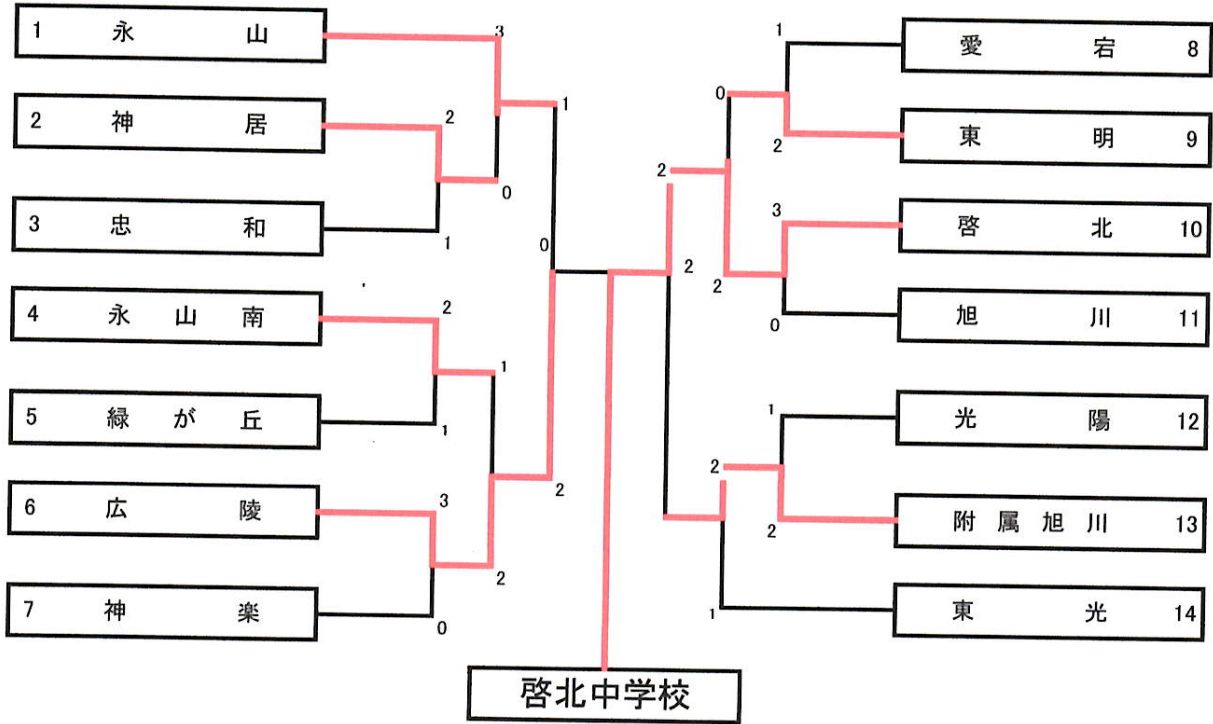 1 永 山
3
2 神 居
2
0
3 忠 和
1
1
0
4 永 山 南
2
1
5 緑 が 丘
1
2
6 広 陵
3
2
7 神 楽
0
1
愛 宕 8
0
2
東 明 9
2
3
啓 北 10
2
2
0
旭 川 11
1
光 陽 12
2
2
附 属 旭 川 13
1
東 光 14
啓北中学校